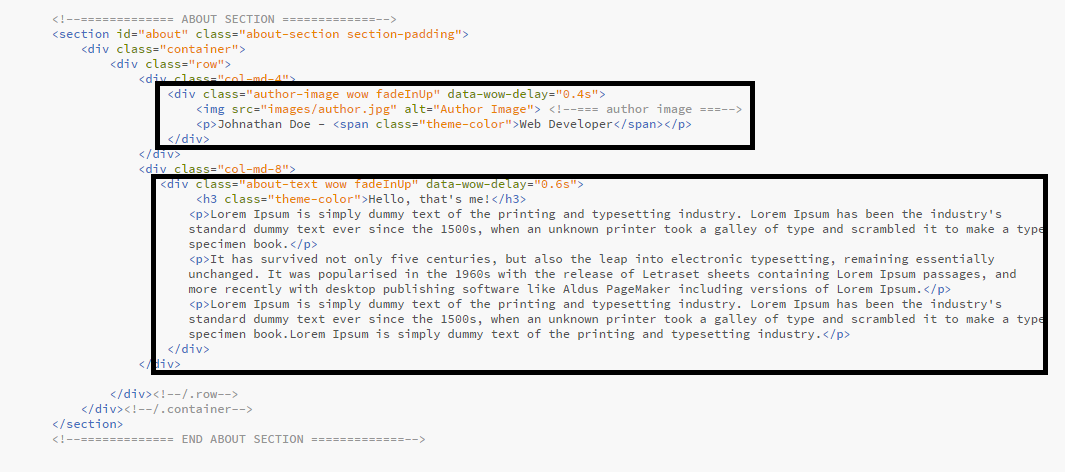 <!--============= ABOUT SECTION =============-->
<section id="about" class="about-section section-padding">
<div class="container">
<div class="row">
<div class="col-md-4">
<div class="author-image wow fadeInUp" data-wow-delay="0.4s">
<img src="images/author.jpg" alt="Author Image"> <!--=== author image ===-->
<p>Johnathan Doe – <span class="theme-color">Web Developer</span></p>
</div>
</div>
<div class="col-md-8">
<div class="about-text wow fadeInUp" data-wow-delay="0.6s">
<h3 class="theme-color">Hello, that's me!</h3>
<p>Lorem Ipsum is simply dummy text of the printing and typesetting industry. Lorem Ipsum has been the industry's
standard dummy text ever since the 1500s, when an unknown printer took a galley of type and scrambled it to make a type
specimen book.</p>
<p>It has survived not only five centuries, but also the leap into electronic typesetting, remaining essentially
unchanged. It was popularised in the 1960s with the release of Letraset sheets containing Lorem Ipsum passages, and
more recently with desktop publishing software like Aldus PageMaker including versions of Lorem Ipsum.</p>
<p>Lorem Ipsum is simply dummy text of the printing and typesetting industry. Lorem Ipsum has been the industry's
standard dummy text ever since the 1500s, when an unknown printer took a galley of type and scrambled it to make a type
specimen book.Lorem Ipsum is simply dummy text of the printing and typesetting industry.</p>
</div>
</div>
</div><!--/.row-->
</div><!--/.container-->
</section>
<!--============= END ABOUT SECTION =============-->